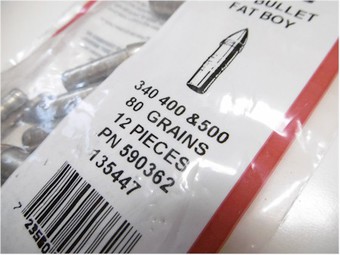 BULLET
FAT BOY
340 400 & 500
80 GRAINS
12 PIECES
PN 590362
135447